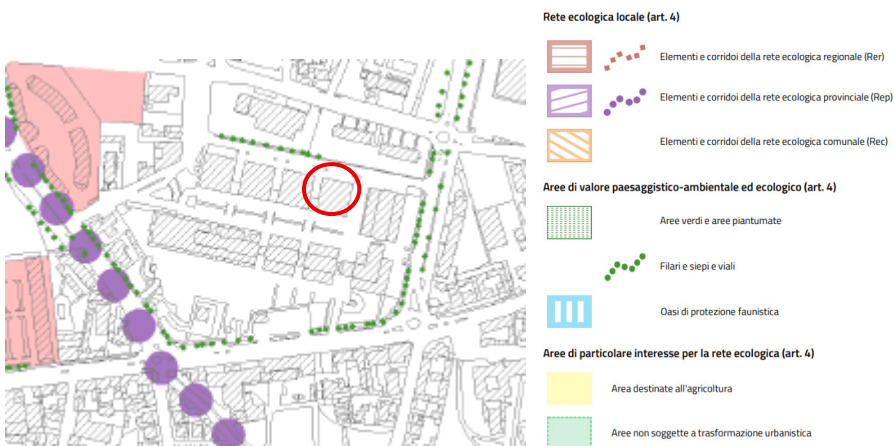 Rete ecologica locale (art. 4)
Elementi e corridoi della rete ecologica regionale (Rer)
Elementi e corridoi della rete ecologica provinciale (Rep)
Elementi e corridoi della rete ecologica comunale (Rec)
Aree di valore paesaggistico-ambientale ed ecologico (art. 4)
Aree verdi e aree piantumate
Filari e siepi e viali
Oasi di protezione faunistica
Aree di particolare interesse per la rete ecologica (art. 4)
Area destinate all'agricoltura
Aree non soggette a trasformazione urbanistica